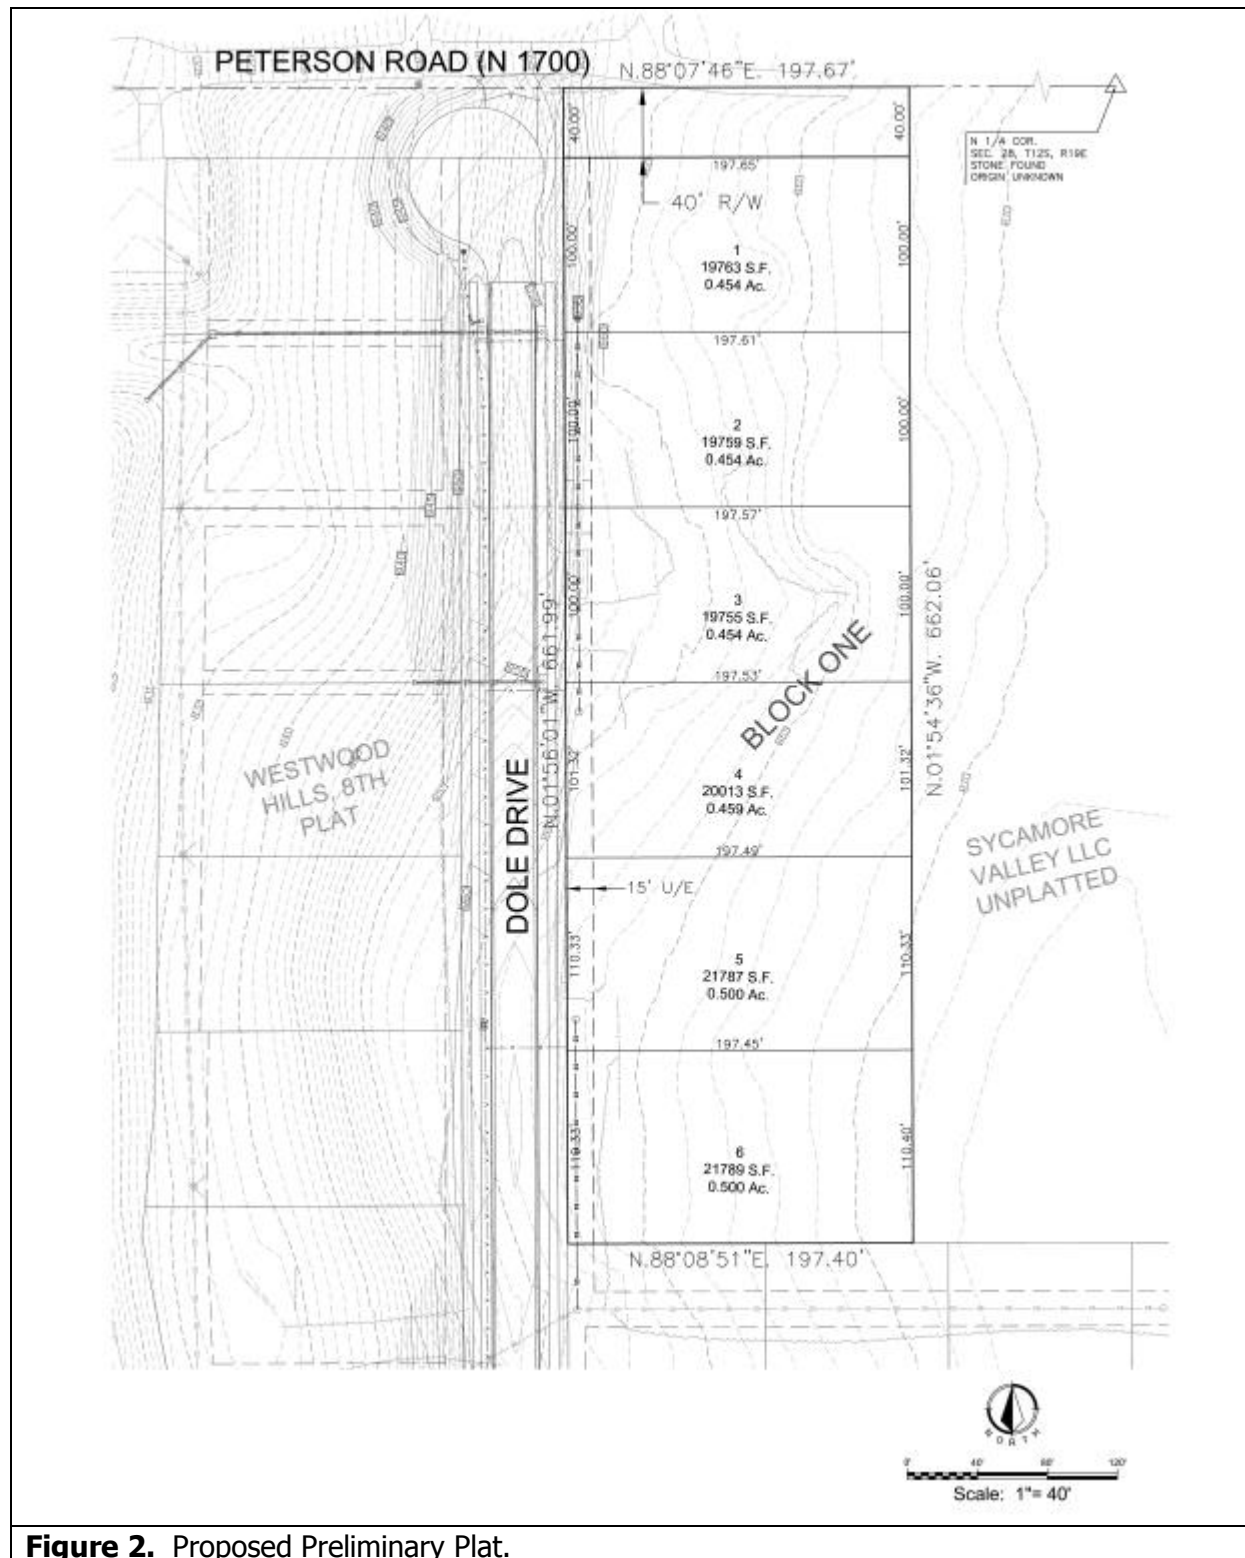 PETERSON ROAD (N 1700)
N.88°07'46"E. 197.67'
40.00'
40.00'
N 1/4 COR.
SEC. 28, T12S, R19E
STONE FOUND
ORIGIN UNKNOWN
197.65'
40' R/W
100.00'
1
19763 S.F.
0.454 Ac.
100.00'
197.61'
100.00'
2
19759 S.F.
0.454 Ac.
100.00'
197.57'
100.00'
3
19755 S.F.
0.454 Ac.
100.00'
N.01°56'01"W. 661.99'
N.01°54'36"W. 662.06'
197.53'
BLOCK ONE
WESTWOOD
HILLS, 8TH
PLAT
DOLE DRIVE
101.32'
4
20013 S.F.
0.459 Ac.
101.32'
197.49'
SYCAMORE
VALLEY LLC
UNPLATTED
15' U/E
110.33'
5
21787 S.F.
0.500 Ac.
110.33'
197.45'
110.33'
6
21789 S.F.
0.500 Ac.
110.40'
N.88°08'51"E. 197.40'
NORTH
0' 40' 80' 120'
Scale: 1"= 40'
Figure 2. Proposed Preliminary Plat.